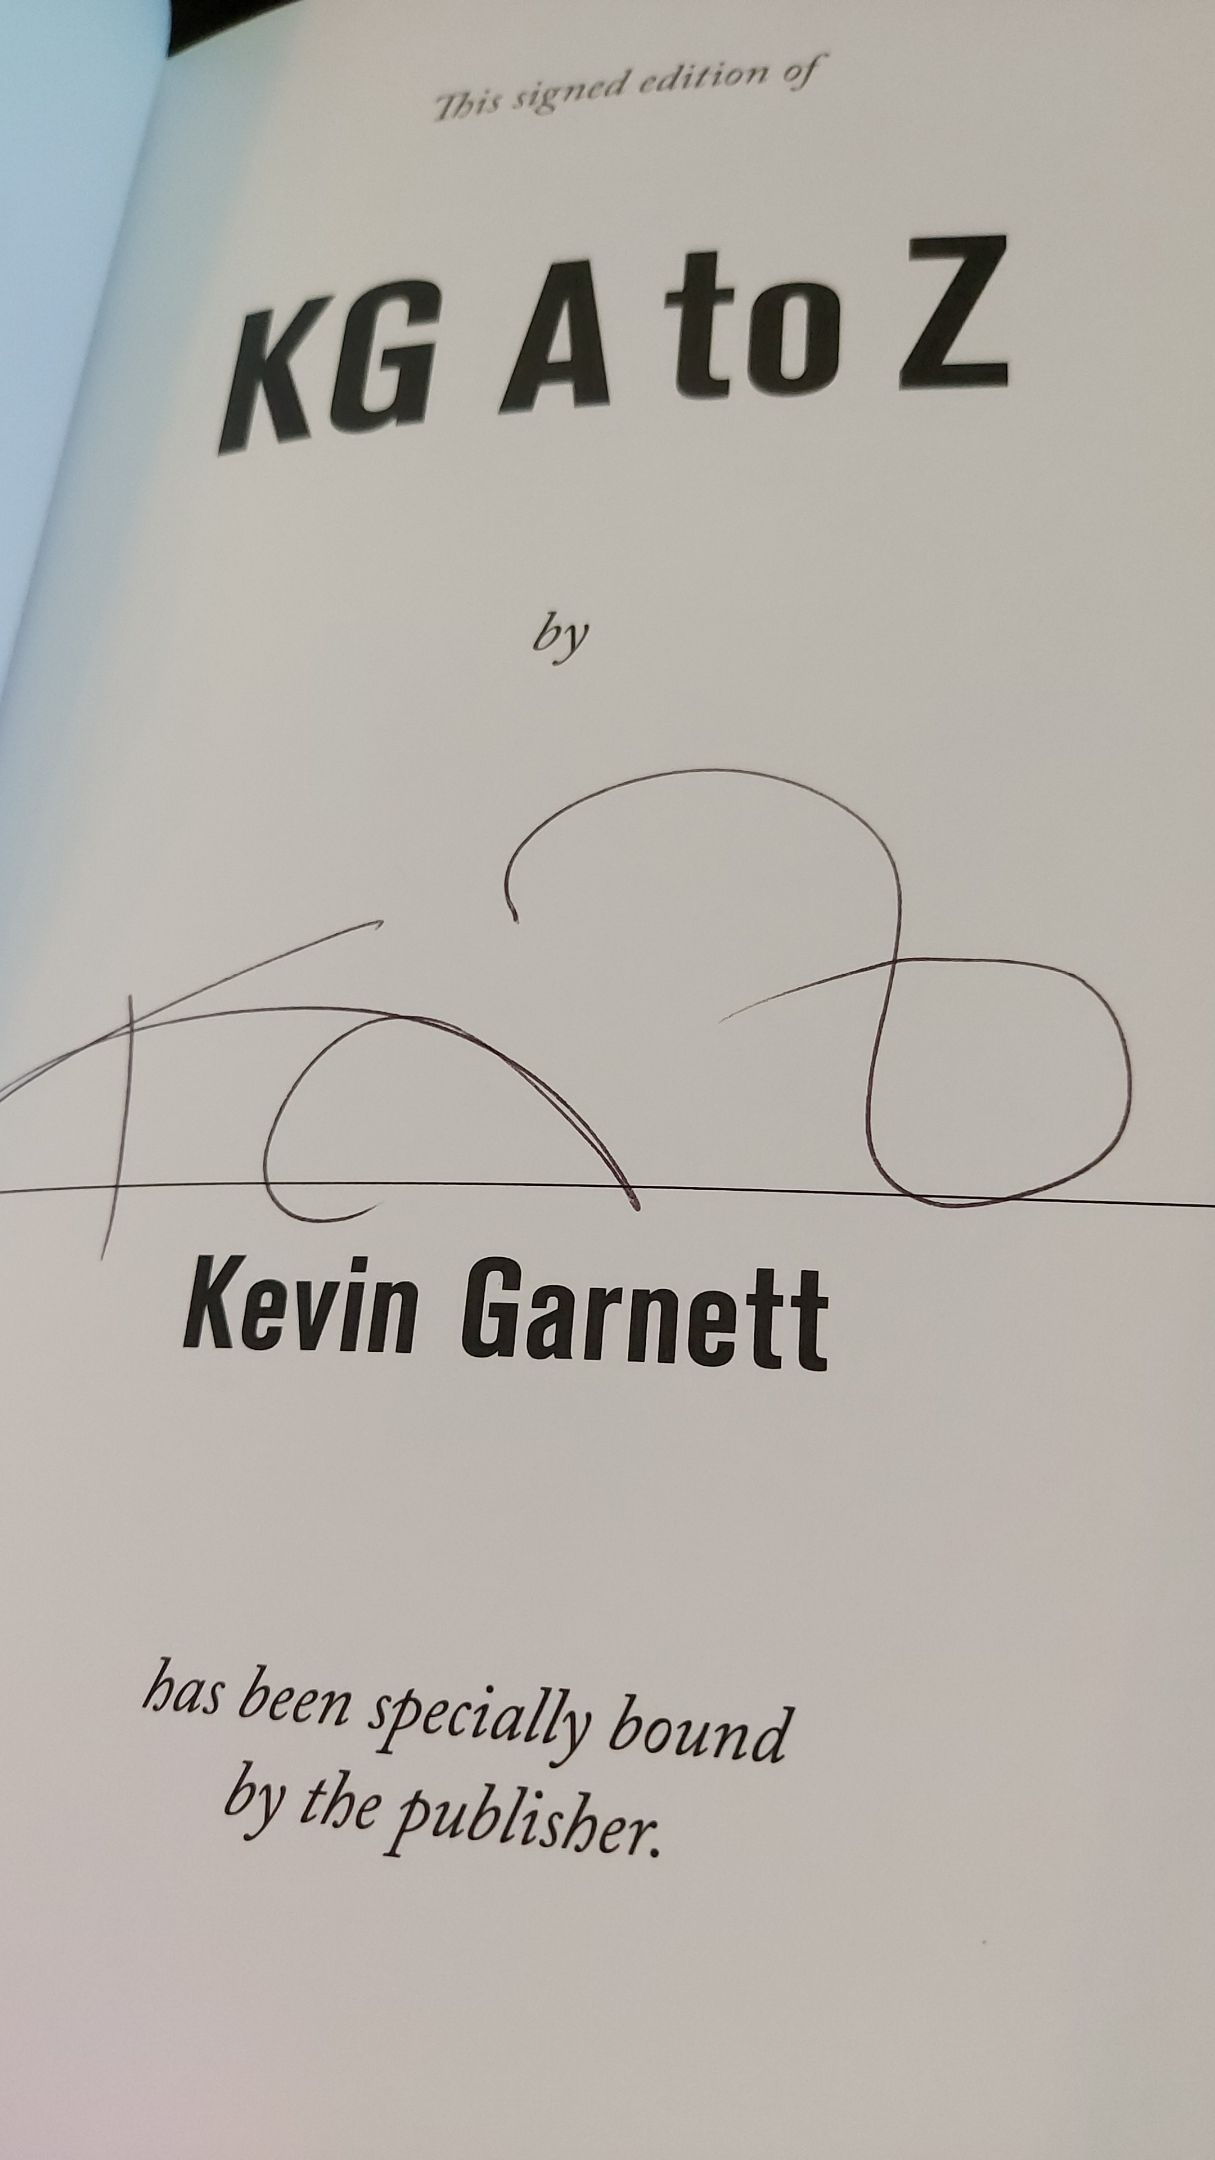 This signed edition of
KG A to Z
by
Kevin Garnett
has been specially bound
by the publisher.